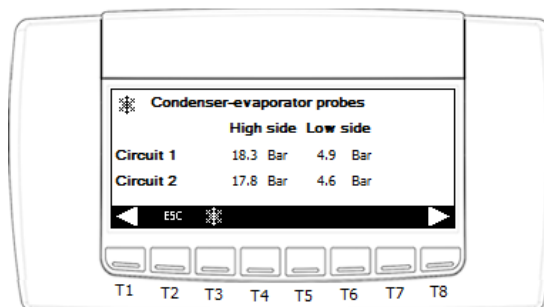 Condenser-evaporator probes
High side Low side
Circuit 1 18.3 Bar 4.9 Bar
Circuit 2 17.8 Bar 4.6 Bar
ESC
T1 T2 T3 T4 T5 T6 T7 T8